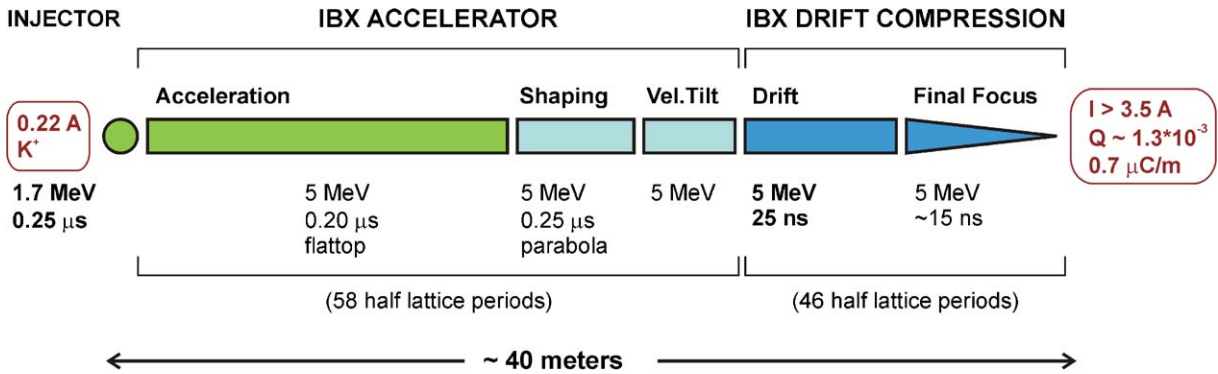 INJECTOR
IBX ACCELERATOR
IBX DRIFT COMPRESSION
Acceleration
Shaping
Vel.Tilt
Drift
Final Focus
0.22 A
K⁺
I > 3.5 A
Q ~ 1.3*10⁻³
0.7 μC/m
1.7 MeV
0.25 μs
5 MeV
0.20 μs
flattop
5 MeV
0.25 μs
parabola
5 MeV
5 MeV
25 ns
5 MeV
~15 ns
(58 half lattice periods)
(46 half lattice periods)
~ 40 meters